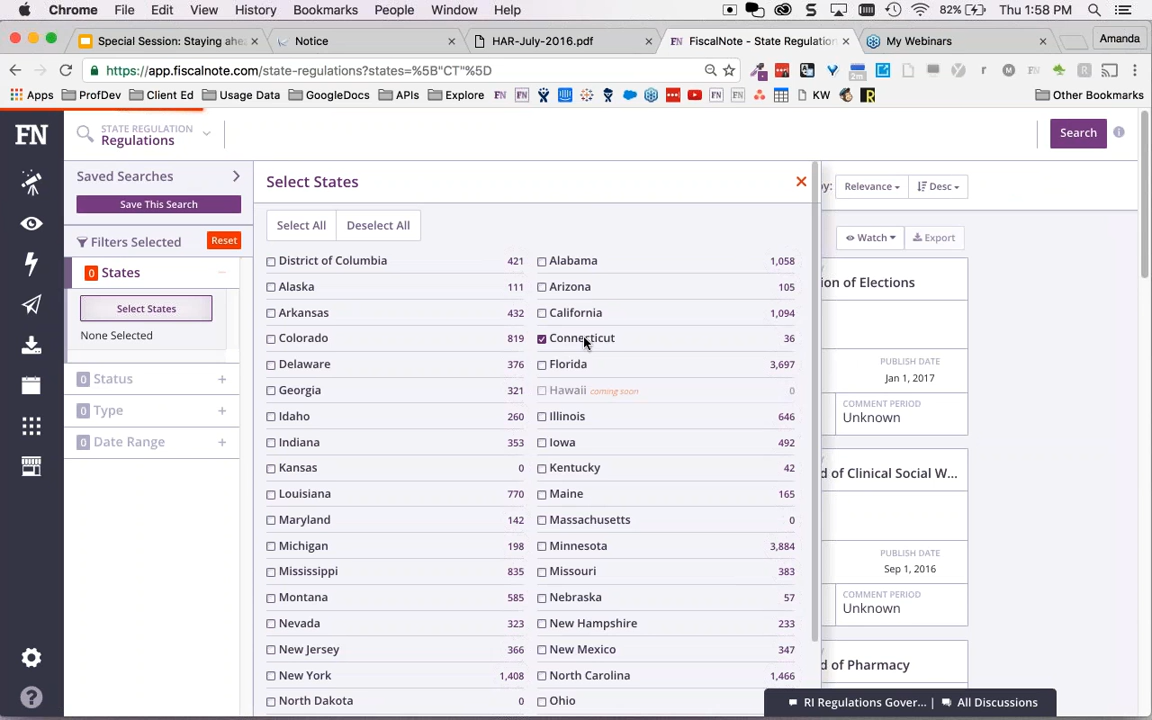 Chrome File Edit View History Bookmarks People Window Help 82% Thu 1:58 PM
Special Session: Staying ahe Notice HAR-July-2016.pdf FiscalNote - State Regulation My Webinars Amanda
https://app.fiscalnote.com/state-regulations?states=%5B"CT"%5D
Apps ProfDev Client Ed Usage Data GoogleDocs APIs Explore KW Other Bookmarks
FN STATE REGULATION
Regulations
Search
Saved Searches
Save This Search
Filters Selected Reset
0 States
Select States
None Selected
0 Status +
0 Type +
0 Date Range +
Select States
Select All Deselect All
District of Columbia 421 Alabama 1,058
Alaska 111 Arizona 105
Arkansas 432 California 1,094
Colorado 819 Connecticut 36
Delaware 376 Florida 3,697
Georgia 321 Hawaii coming soon 0
Idaho 260 Illinois 646
Indiana 353 Iowa 492
Kansas 0 Kentucky 42
Louisiana 770 Maine 165
Maryland 142 Massachusetts 0
Michigan 198 Minnesota 3,884
Mississippi 835 Missouri 383
Montana 585 Nebraska 57
Nevada 323 New Hampshire 233
New Jersey 366 New Mexico 347
New York 1,408 North Carolina 1,466
North Dakota 0 Ohio
by: Relevance Desc
Watch Export
ion of Elections
PUBLISH DATE
Jan 1, 2017
COMMENT PERIOD
Unknown
d of Clinical Social W...
PUBLISH DATE
Sep 1, 2016
COMMENT PERIOD
Unknown
d of Pharmacy
RI Regulations Gover... All Discussions